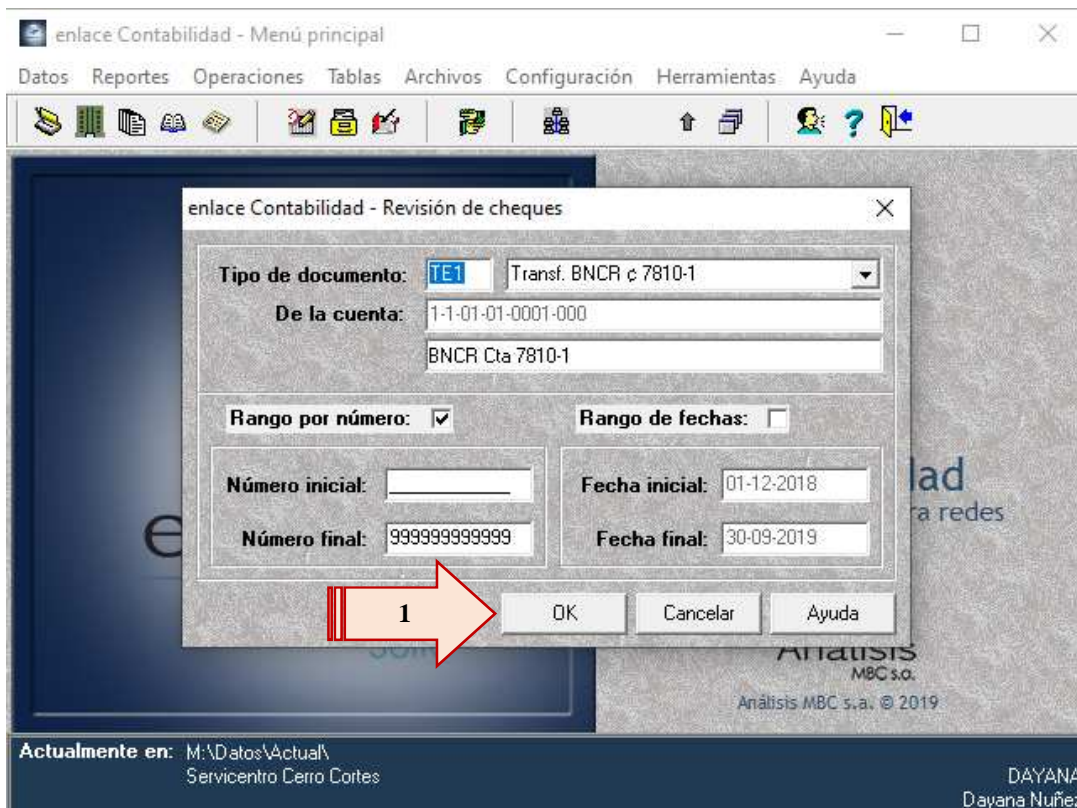 enlace Contabilidad - Menú principal
Datos Reportes Operaciones Tablas Archivos Configuración Herramientas Ayuda
enlace Contabilidad - Revisión de cheques
Tipo de documento: TE1 Transf. BNCR ¢ 7810-1
De la cuenta: 1-1-01-01-0001-000
BNCR Cta 7810-1
Rango por número: Rango de fechas:
Número inicial: Fecha inicial: 01-12-2018
Número final: 999999999999 Fecha final: 30-09-2019
1 OK Cancelar Ayuda
e
dad
ra redes
Análisis
MBC s.a.
Análisis MBC s.a. © 2019
Actualmente en: M:\Datos\Actual\
Servicentro Cerro Cortes
DAYANA
Dayana Nuñe